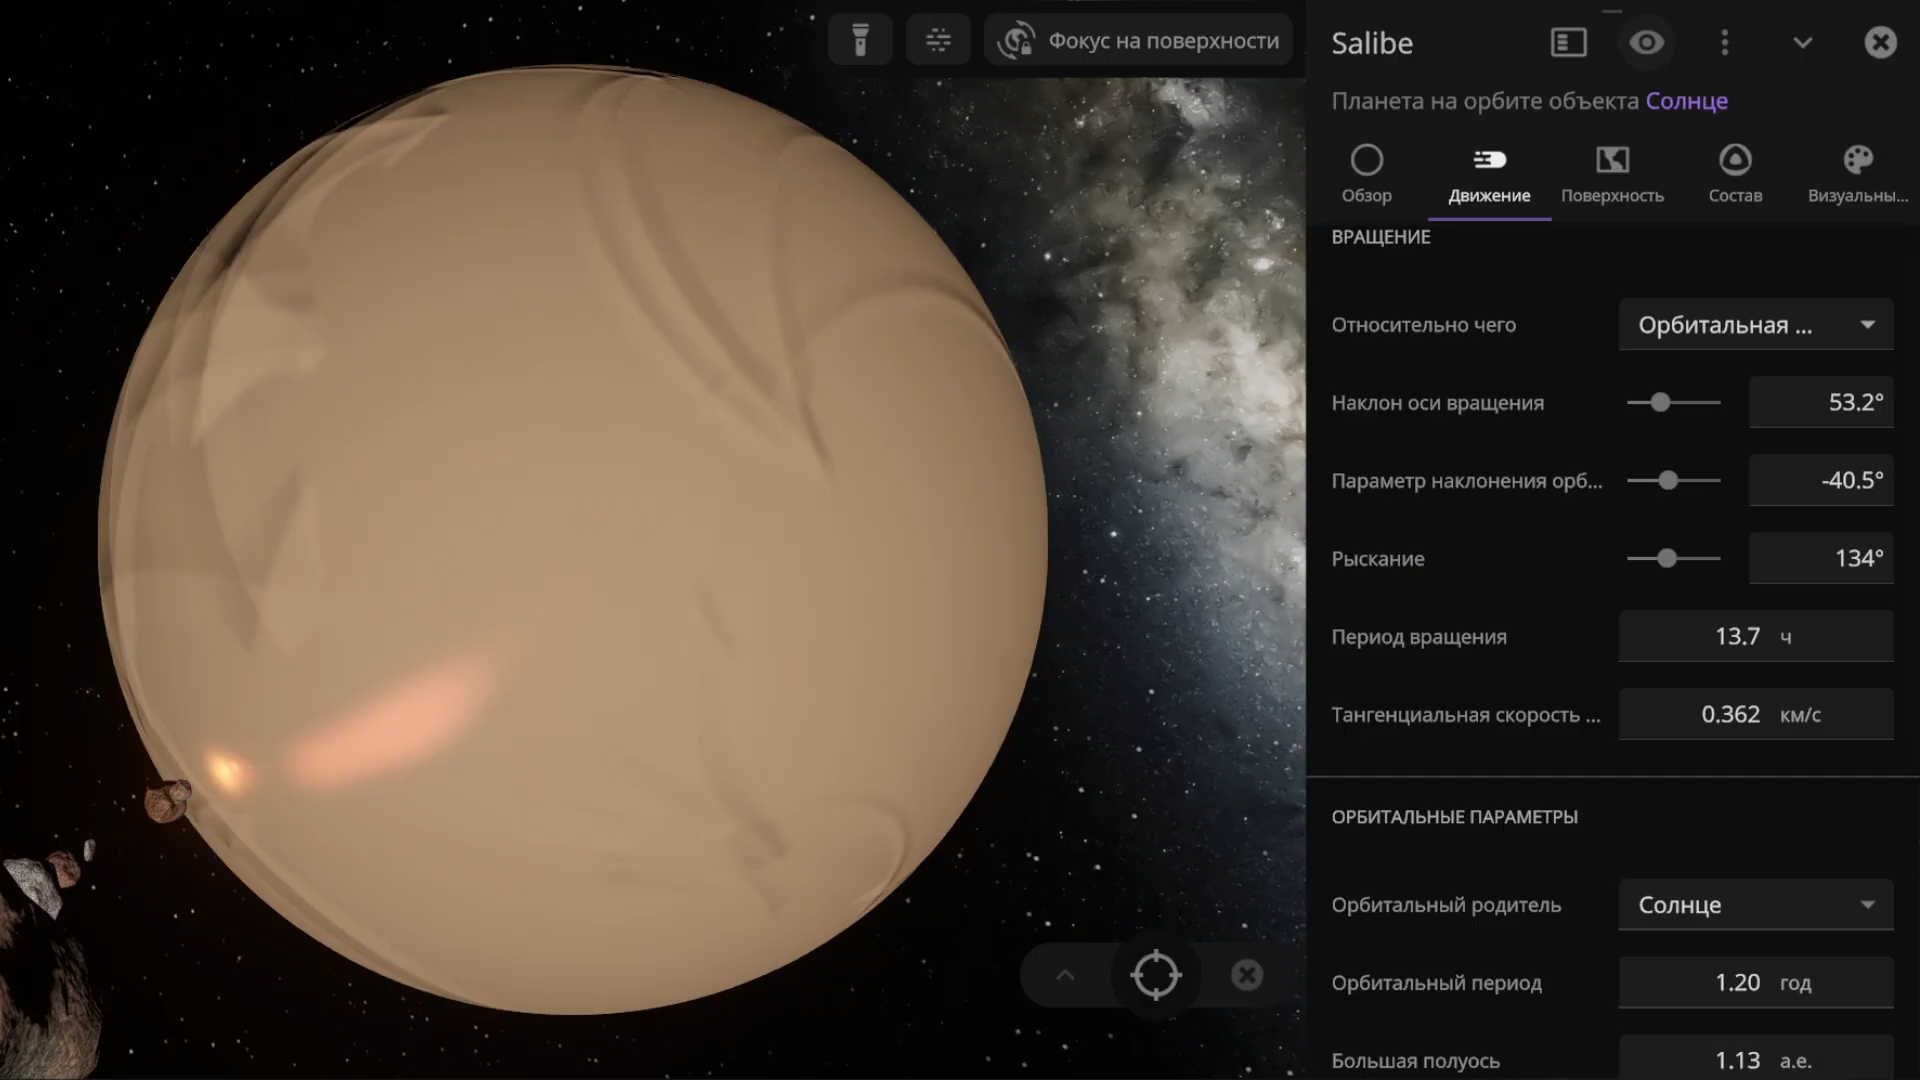 Фокус на поверхности
Salibe
Планета на орбите объекта Солнце
Обзор
Движение
Поверхность
Состав
Визуальны...
ВРАЩЕНИЕ
Относительно чего
Орбитальная ...
Наклон оси вращения
53.2°
Параметр наклонения орб...
-40.5°
Рыскание
134°
Период вращения
13.7 ч
Тангенциальная скорость ...
0.362 км/с
ОРБИТАЛЬНЫЕ ПАРАМЕТРЫ
Орбитальный родитель
Солнце
Орбитальный период
1.20 год
Большая полуось
1.13 а.е.